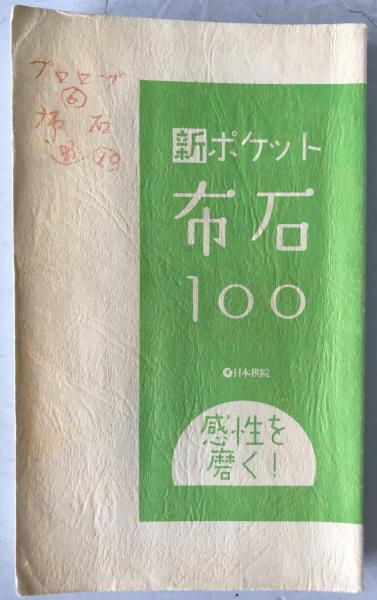 プロローグ
⑥
布石
新ポケット
布石
100
日本棋院
感性を
磨く!